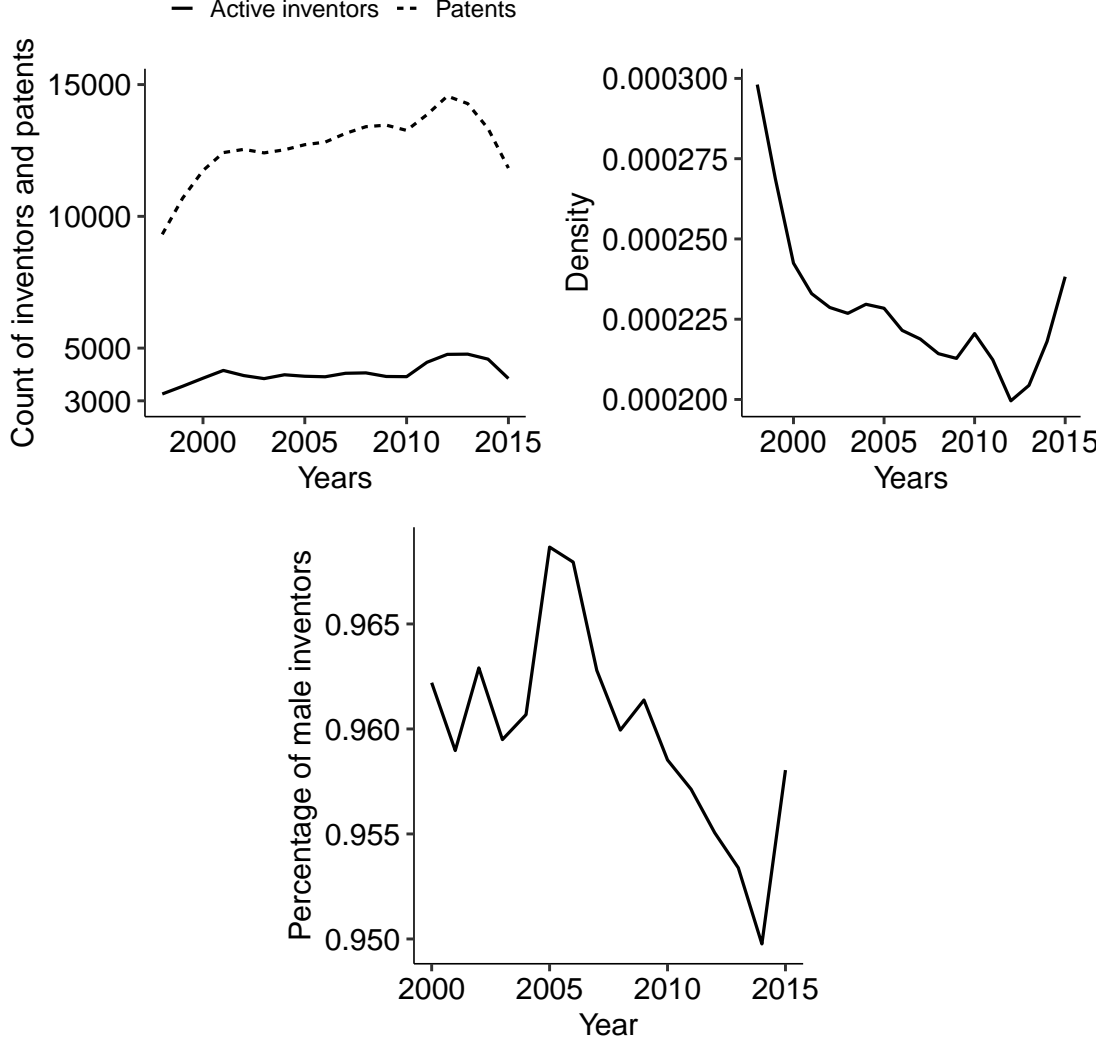 Active inventors Patents
Count of inventors and patents
15000
10000
5000
3000
2000 2005 2010 2015
Years
Density
0.000300
0.000275
0.000250
0.000225
0.000200
2000 2005 2010 2015
Years
Percentage of male inventors
0.965
0.960
0.955
0.950
2000 2005 2010 2015
Year